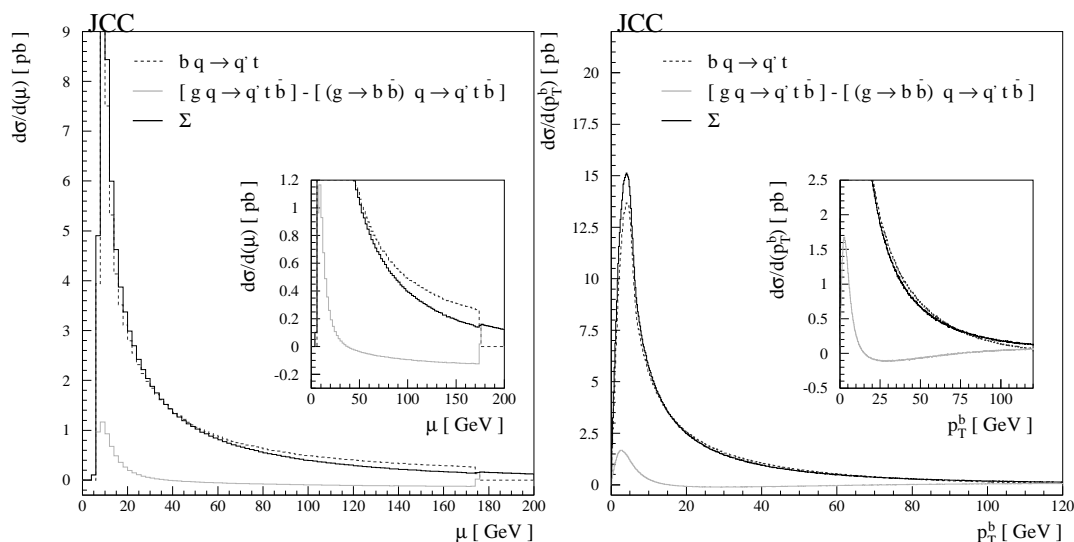 JCC
dσ/d(μ) [ pb ]
b q → q' t
[ g q → q' t b̄ ] - [ (g → b b̄) q → q' t b̄ ]
Σ
9
8
7
6
5
4
3
2
1
0
0 20 40 60 80 100 120 140 160 180 200
μ [ GeV ]
dσ/d(μ) [ pb ]
1.2
1
0.8
0.6
0.4
0.2
0
-0.2
0 50 100 150 200
μ [ GeV ]
JCC
dσ/d(p_T^b) [ pb ]
b q → q' t
[ g q → q' t b̄ ] - [ (g → b b̄) q → q' t b̄ ]
Σ
20
17.5
15
12.5
10
7.5
5
2.5
0
0 20 40 60 80 100 120
p_T^b [ GeV ]
dσ/d(p_T^b) [ pb ]
2.5
2
1.5
1
0.5
0
-0.5
0 25 50 75 100
p_T^b [ GeV ]